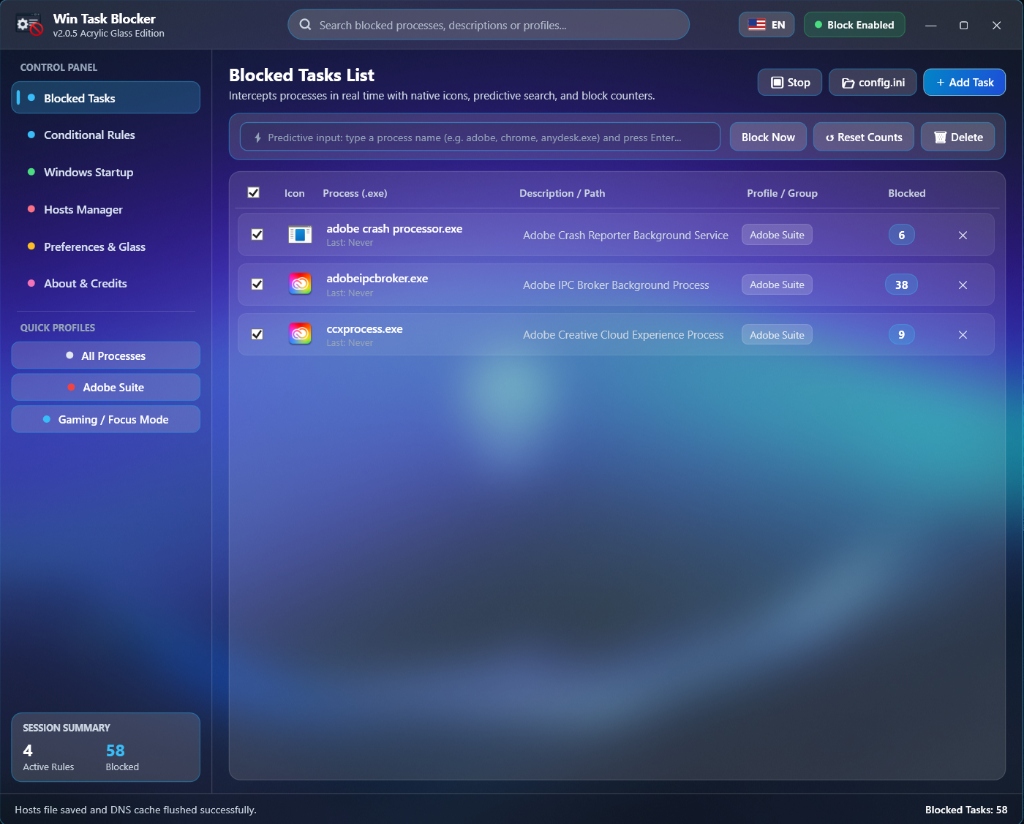 Win Task Blocker
v2.0.5 Acrylic Glass Edition
Search blocked processes, descriptions or profiles...
EN
Block Enabled
CONTROL PANEL
Blocked Tasks
Conditional Rules
Windows Startup
Hosts Manager
Preferences & Glass
About & Credits
QUICK PROFILES
All Processes
Adobe Suite
Gaming / Focus Mode
SESSION SUMMARY
4 58
Active Rules Blocked
Blocked Tasks List
Intercepts processes in real time with native icons, predictive search, and block counters.
Stop
config.ini
+ Add Task
Predictive input: type a process name (e.g. adobe, chrome, anydesk.exe) and press Enter...
Block Now
↺ Reset Counts
Delete
Icon Process (.exe) Description / Path Profile / Group Blocked
adobe crash processor.exe
Last: Never
Adobe Crash Reporter Background Service
Adobe Suite
6
adobeipcbroker.exe
Last: Never
Adobe IPC Broker Background Process
Adobe Suite
38
ccxprocess.exe
Last: Never
Adobe Creative Cloud Experience Process
Adobe Suite
9
Hosts file saved and DNS cache flushed successfully.
Blocked Tasks: 58